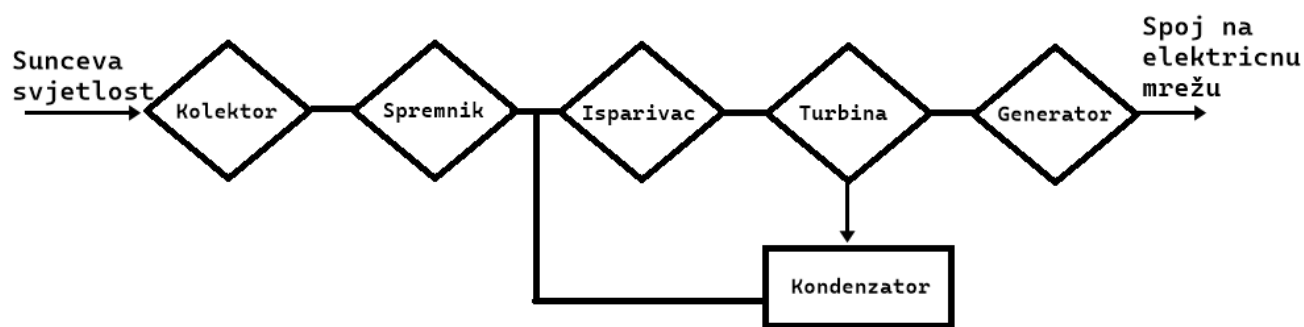 Sunceva
svjetlost
Kolektor
Spremnik
Isparivac
Turbina
Generator
Spoj na
elektricnu
mrežu
Kondenzator